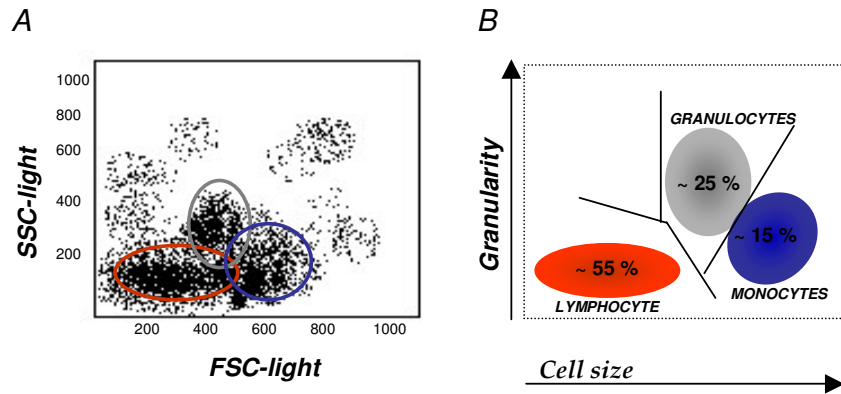 A
SSC-light
1000
800
600
400
200
200 400 600 800 1000
FSC-light
B
Granularity
GRANULOCYTES
~ 25 %
~ 15 %
~ 55 %
MONOCYTES
LYMPHOCYTE
Cell size